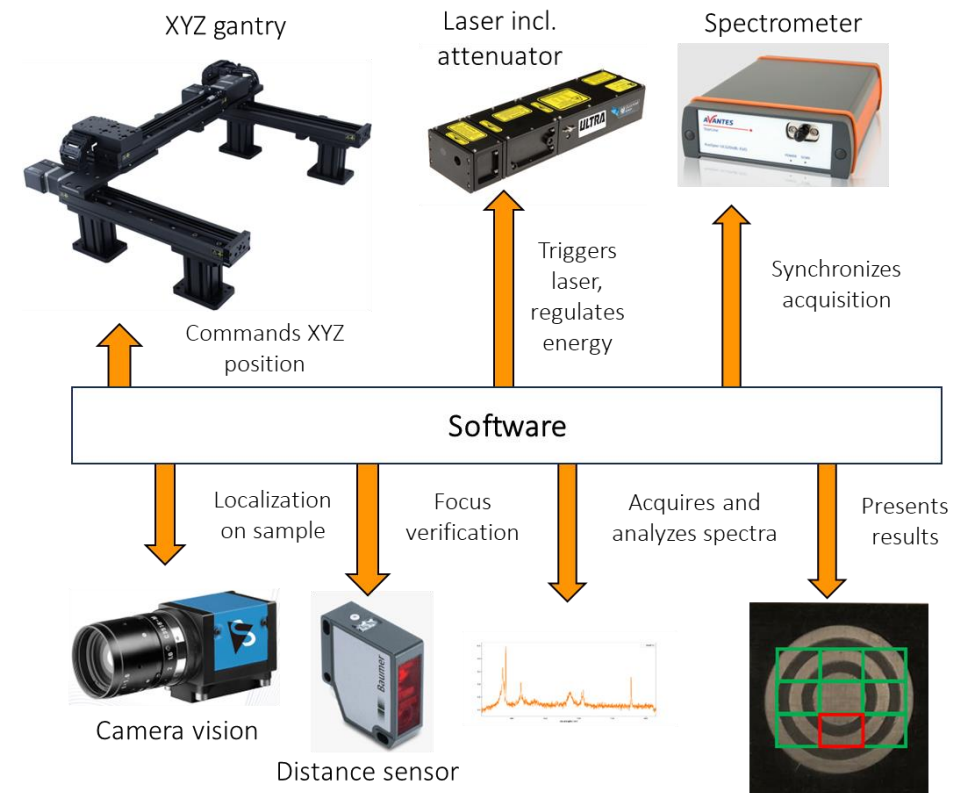 XYZ gantry
Laser incl.
attenuator
Spectrometer
ULTRA
AVANTES
Triggers
laser,
regulates
energy
Synchronizes
acquisition
Commands XYZ
position
Software
Localization
on sample
Focus
verification
Acquires and
analyzes spectra
Presents
results
Baumer
Camera vision
Distance sensor